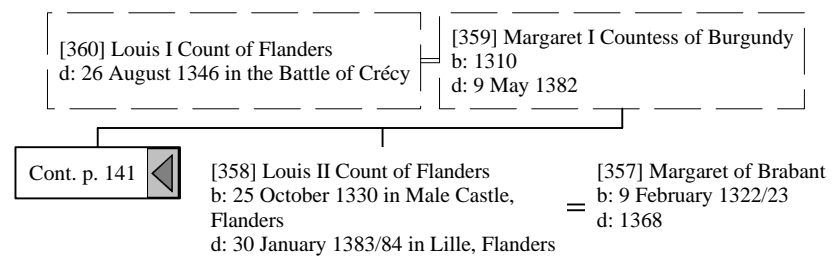 [360] Louis I Count of Flanders
d: 26 August 1346 in the Battle of Crécy
[359] Margaret I Countess of Burgundy
b: 1310
d: 9 May 1382
Cont. p. 141
[358] Louis II Count of Flanders
b: 25 October 1330 in Male Castle,
Flanders
d: 30 January 1383/84 in Lille, Flanders
=
[357] Margaret of Brabant
b: 9 February 1322/23
d: 1368